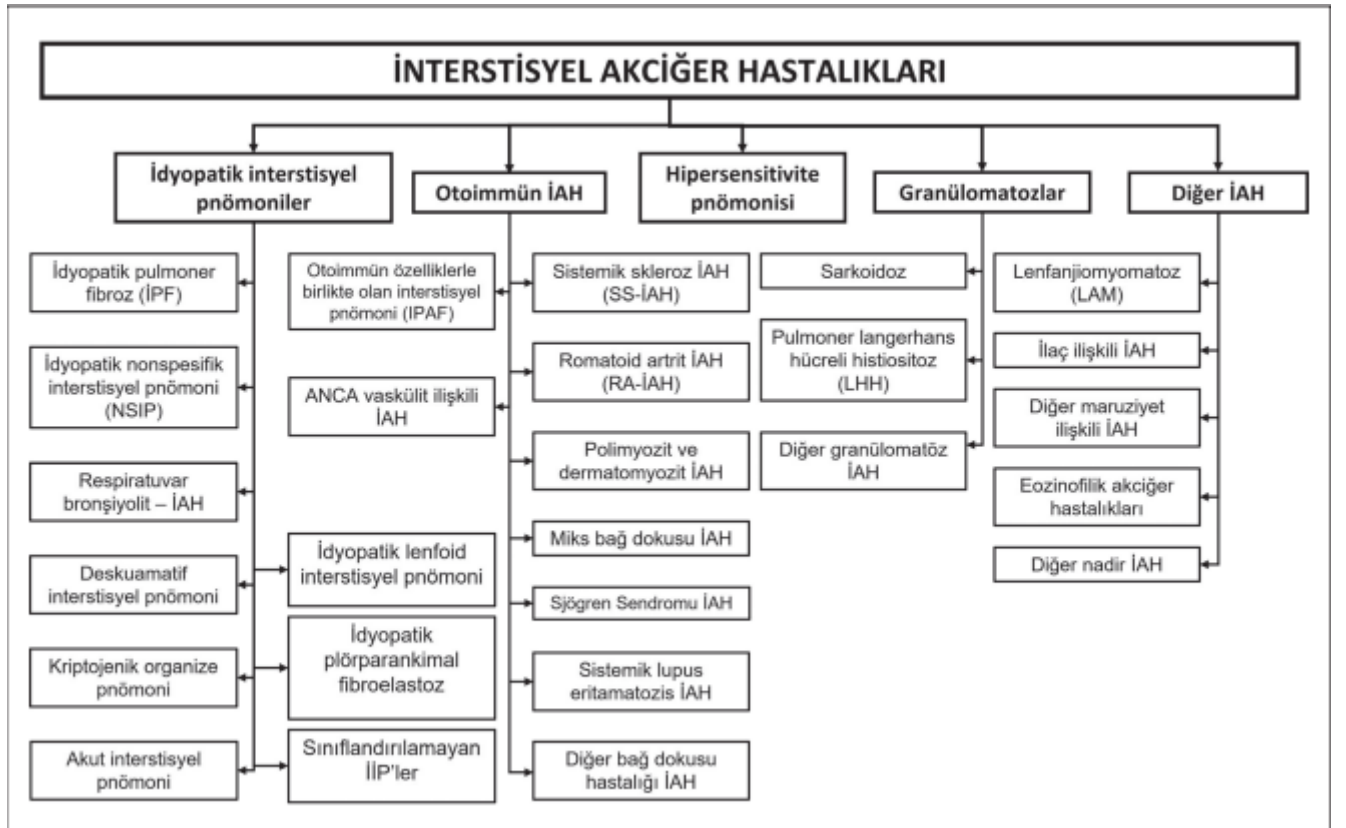 İNTERSTİSYEL AKCİĞER HASTALIKLARI
İdyopatik interstisyel
pnömoniler
Otoimmün İAH
Hipersensitivite
pnömonisi
Granülomatozlar
Diğer İAH
İdyopatik pulmoner
fibroz (İPF)
İdyopatik nonspesifik
interstisyel pnömoni
(NSIP)
Respiratuvar
bronşiyolit – İAH
Deskuamatif
interstisyel pnömoni
Kriptojenik organize
pnömoni
Akut interstisyel
pnömoni
İdyopatik lenfoid
interstisyel pnömoni
İdyopatik
plörparankimal
fibroelastoz
Sınıflandırılamayan
İİP'ler
Otoimmün özelliklerle
birlikte olan interstisyel
pnömoni (IPAF)
ANCA vaskülit ilişkili
İAH
Sistemik skleroz İAH
(SS-İAH)
Romatoid artrit İAH
(RA-İAH)
Polimyozit ve
dermatomyozit İAH
Miks bağ dokusu İAH
Sjögren Sendromu İAH
Sistemik lupus
eritamatozis İAH
Diğer bağ dokusu
hastalığı İAH
Sarkoidoz
Pulmoner langerhans
hücreli histiositoz
(LHH)
Diğer granülomatöz
İAH
Lenfanjiomyomatoz
(LAM)
İlaç ilişkili İAH
Diğer maruziyet
ilişkili İAH
Eozinofilik akciğer
hastalıkları
Diğer nadir İAH